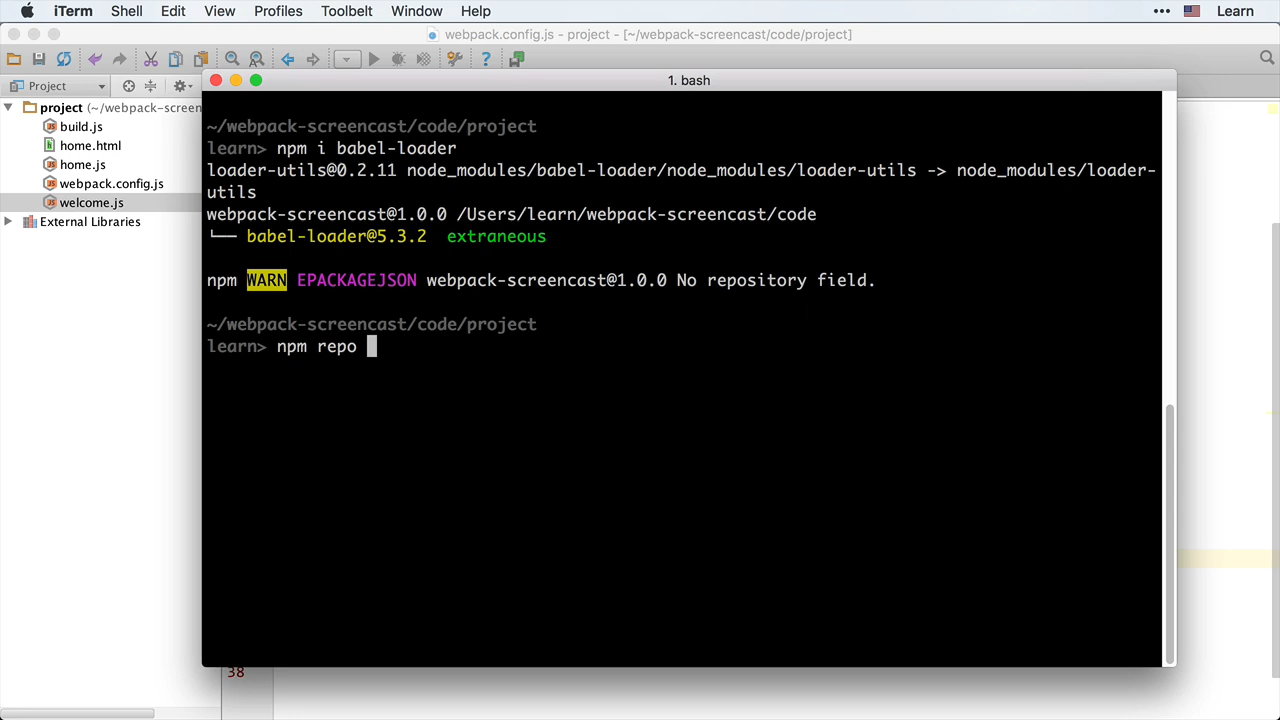 iTerm Shell Edit View Profiles Toolbelt Window Help ••• Learn
webpack.config.js - project - [~/webpack-screencast/code/project]
Project
1. bash
project (~/webpack-screen
build.js
home.html
home.js
webpack.config.js
welcome.js
External Libraries
~/webpack-screencast/code/project
learn> npm i babel-loader
loader-utils@0.2.11 node_modules/babel-loader/node_modules/loader-utils -> node_modules/loader-
utils
webpack-screencast@1.0.0 /Users/learn/webpack-screencast/code
└── babel-loader@5.3.2  extraneous
npm WARN EPACKAGEJSON webpack-screencast@1.0.0 No repository field.
~/webpack-screencast/code/project
learn> npm repo
38